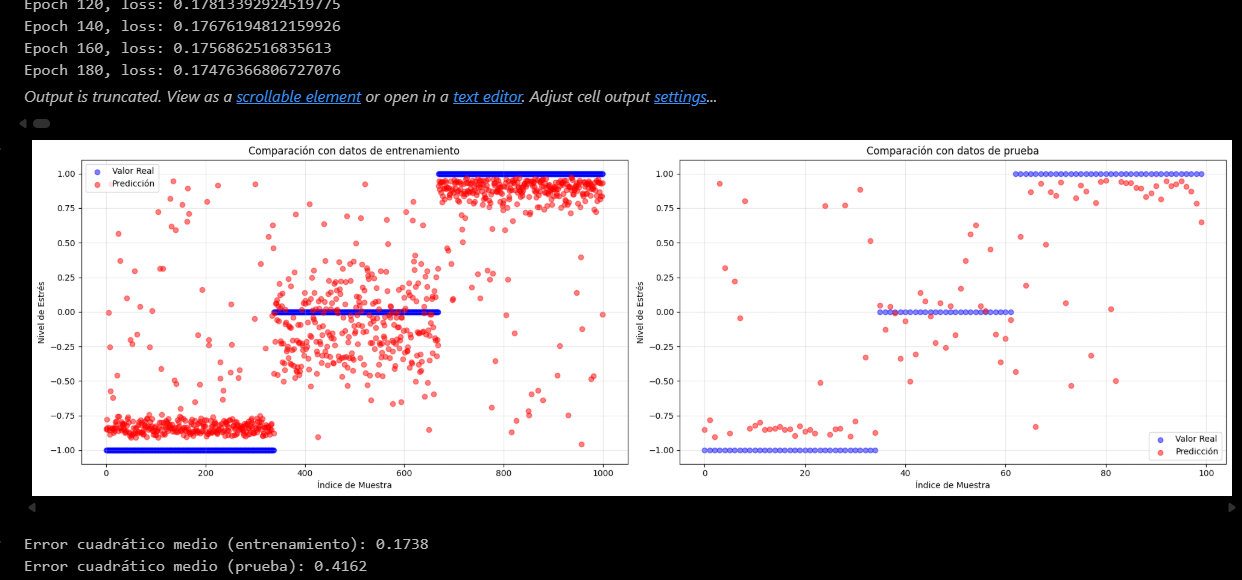 Epoch 120, loss: 0.17813392924519775
Epoch 140, loss: 0.17676194812159926
Epoch 160, loss: 0.1756862516835613
Epoch 180, loss: 0.17476366806727076
Output is truncated. View as a scrollable element or open in a text editor. Adjust cell output settings...
Comparación con datos de entrenamiento
Nivel de Estrés
1.00
0.75
0.50
0.25
0.00
−0.25
−0.50
−0.75
−1.00
Valor Real
Predicción
0 200 400 600 800 1000
Índice de Muestra
Comparación con datos de prueba
Nivel de Estrés
1.00
0.75
0.50
0.25
0.00
−0.25
−0.50
−0.75
−1.00
Valor Real
Predicción
0 20 40 60 80 100
Índice de Muestra
Error cuadrático medio (entrenamiento): 0.1738
Error cuadrático medio (prueba): 0.4162